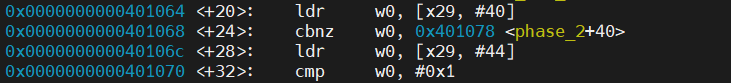 0x0000000000401064 <+20>: ldr w0, [x29, #40]
0x0000000000401068 <+24>: cbnz w0, 0x401078 <phase_2+40>
0x000000000040106c <+28>: ldr w0, [x29, #44]
0x0000000000401070 <+32>: cmp w0, #0x1